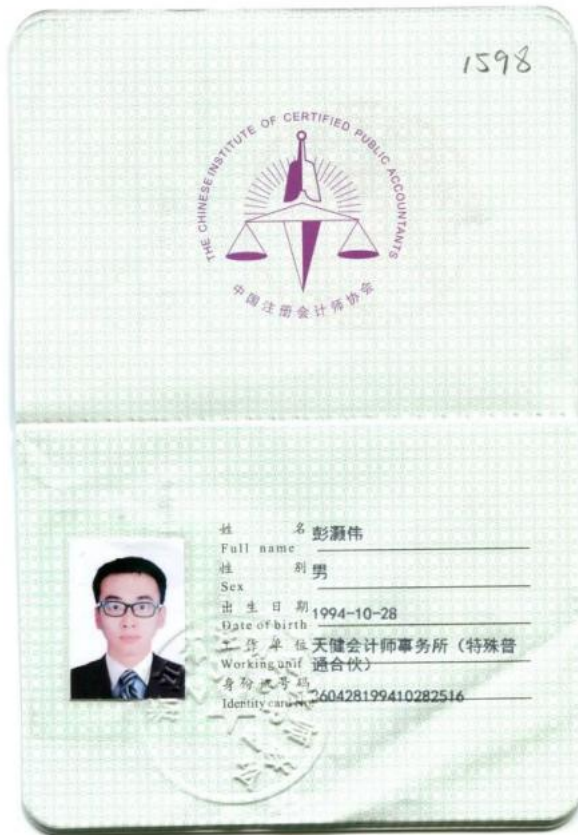 1598
THE CHINESE INSTITUTE OF CERTIFIED PUBLIC ACCOUNTANTS
中国注册会计师协会
姓 名 彭灏伟
Full name
性 别 男
Sex
出生日期 1994-10-28
Date of birth
工作单位 天健会计师事务所（特殊普
Working unit 通合伙）
身份证号码 360428199410282516
Identity card No.